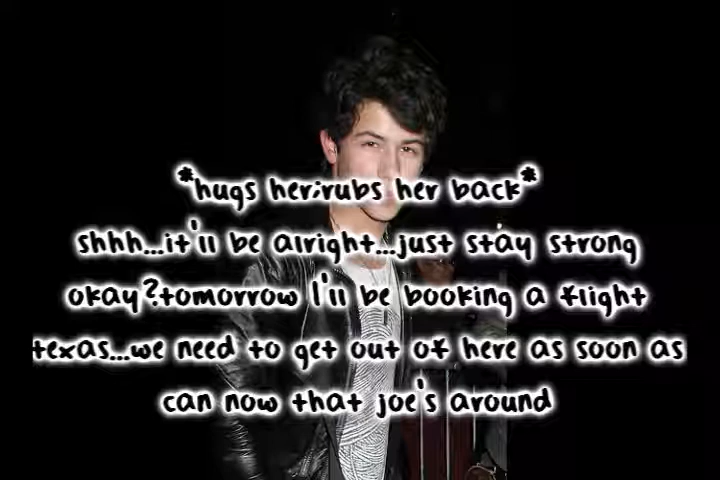 *hugs her;rubs her back*
shhh...it'll be alright...just stay strong
okay?tomorrow I'll be booking a flight
texas...we need to get out of here as soon as
can now that joe's around